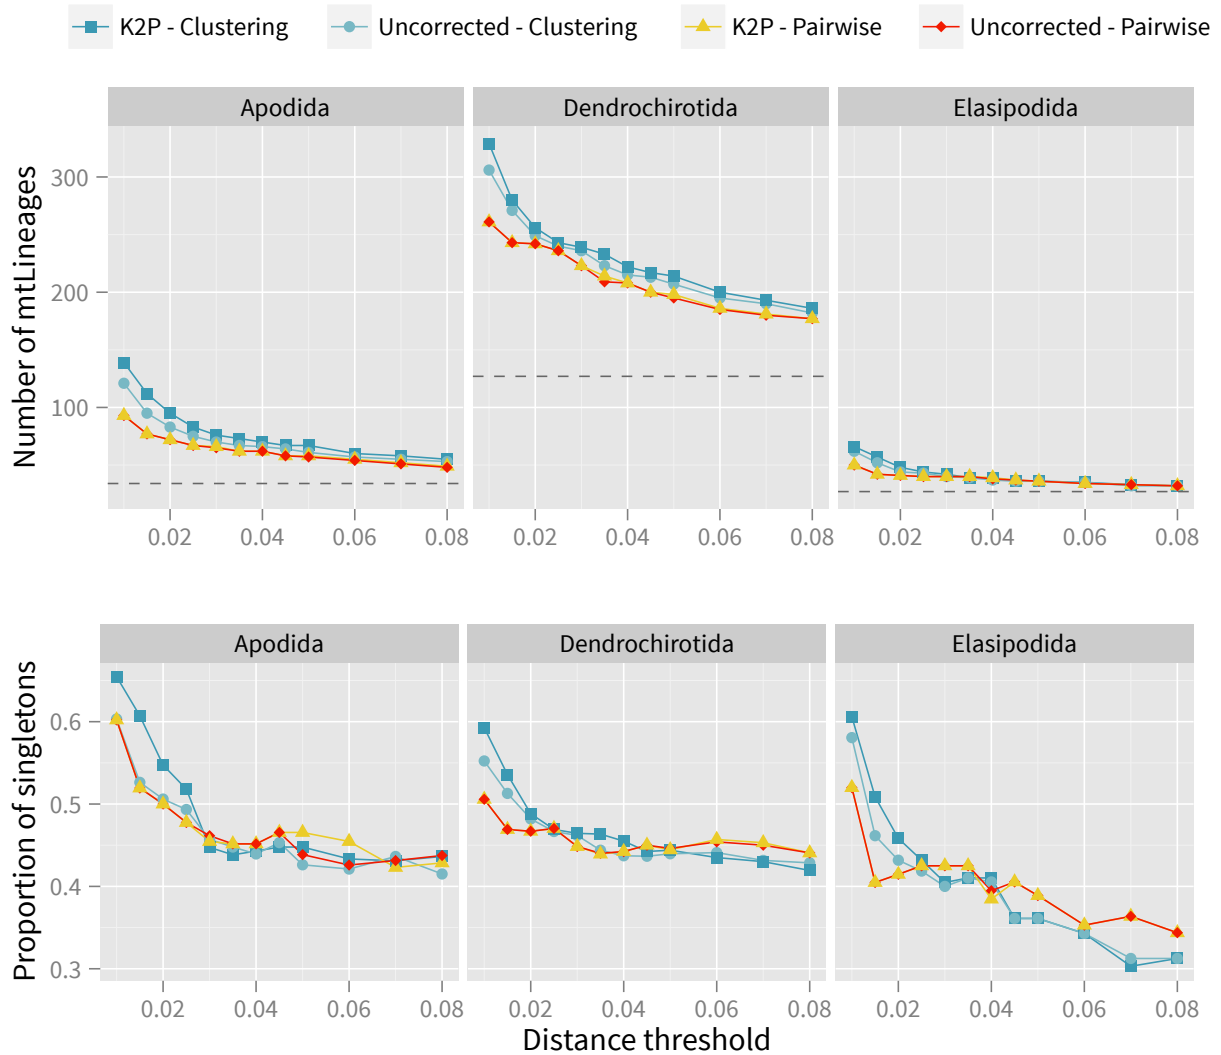 K2P - Clustering Uncorrected - Clustering K2P - Pairwise Uncorrected - Pairwise
Apodida Dendrochirotida Elasipodida
Number of mtLineages
300
200
100
0.02 0.04 0.06 0.08 0.02 0.04 0.06 0.08 0.02 0.04 0.06 0.08
Apodida Dendrochirotida Elasipodida
Proportion of singletons
0.6
0.5
0.4
0.3
0.02 0.04 0.06 0.08 0.02 0.04 0.06 0.08 0.02 0.04 0.06 0.08
Distance threshold